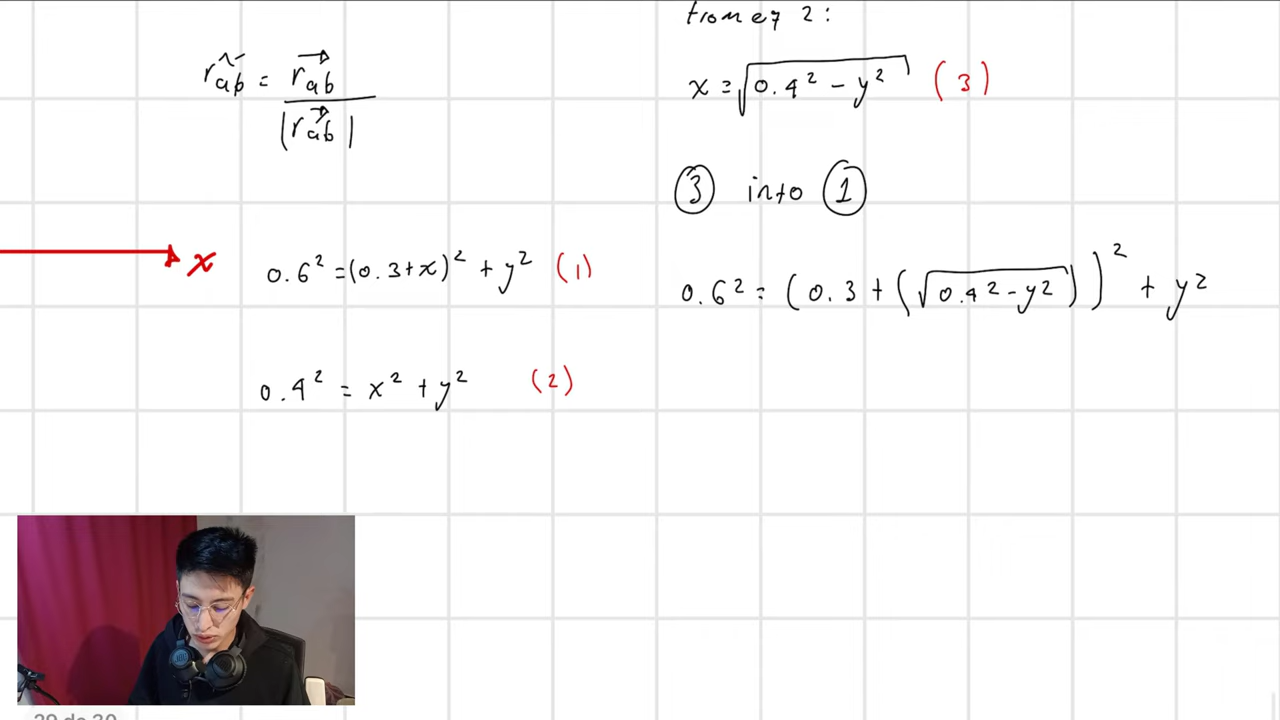 r̂ab = r⃗ab / |r⃗ab|
x
0.6² = (0.3+x)² + y² (1)
0.4² = x² + y² (2)
from eq 2:
x = √(0.4² - y²) (3)
③ into ①
0.6² = (0.3 + (√(0.4² - y²)))² + y²